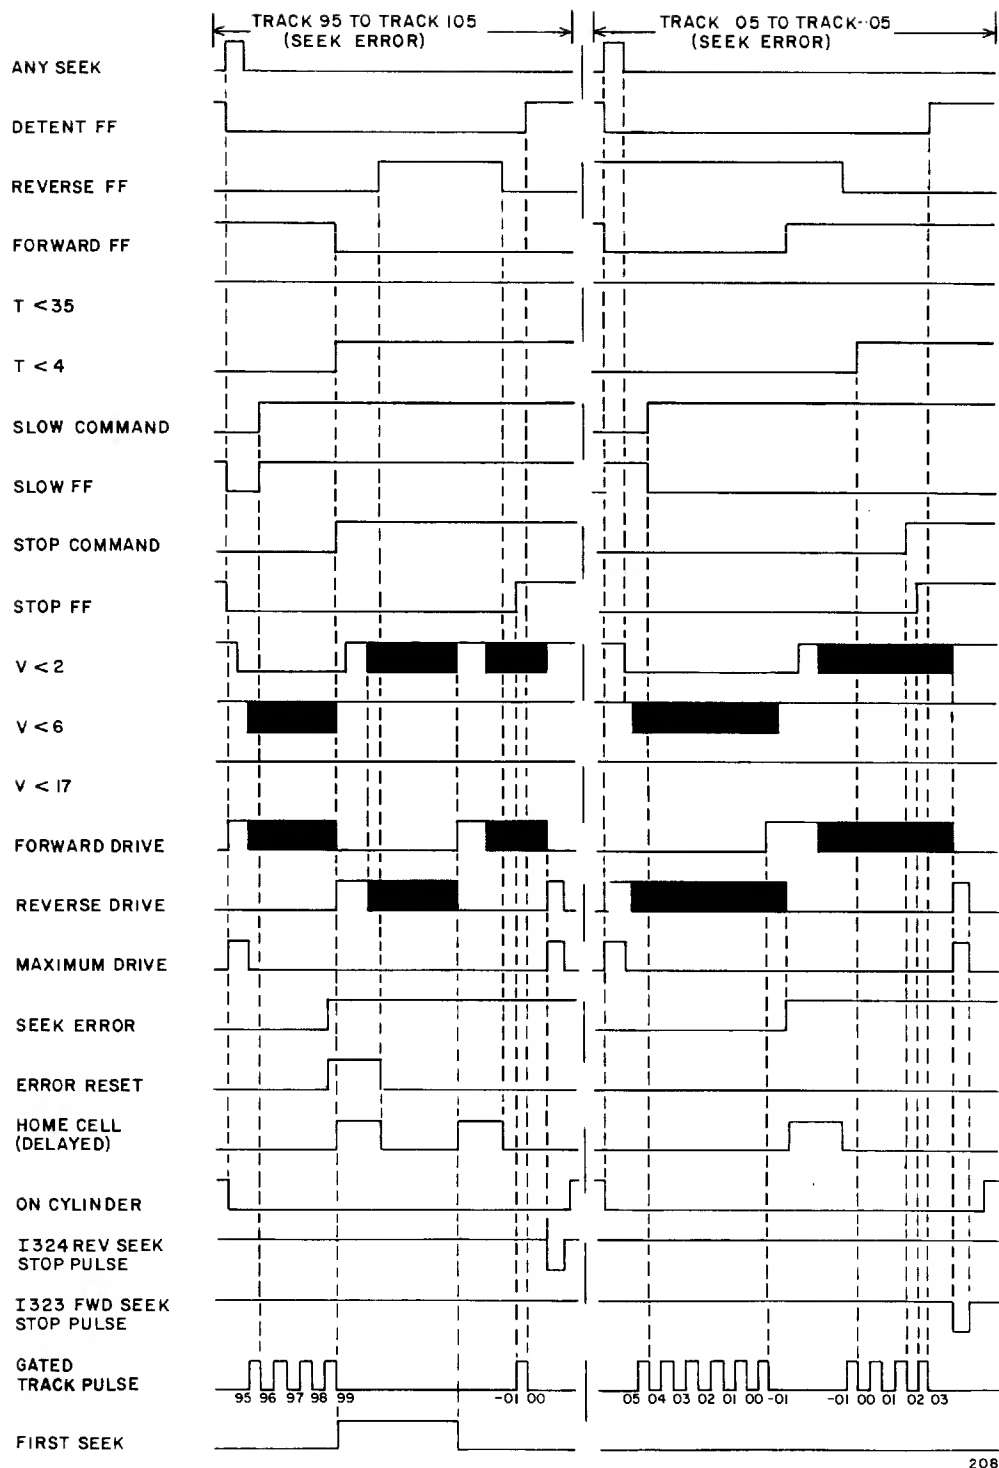 TRACK 95 TO TRACK 105
(SEEK ERROR)
TRACK 05 TO TRACK--05
(SEEK ERROR)
ANY SEEK
DETENT FF
REVERSE FF
FORWARD FF
T < 35
T < 4
SLOW COMMAND
SLOW FF
STOP COMMAND
STOP FF
V < 2
V < 6
V < 17
FORWARD DRIVE
REVERSE DRIVE
MAXIMUM DRIVE
SEEK ERROR
ERROR RESET
HOME CELL
(DELAYED)
ON CYLINDER
I324 REV SEEK
STOP PULSE
I323 FWD SEEK
STOP PULSE
GATED
TRACK PULSE
95 96 97 98 99 -01 00 05 04 03 02 01 00 -01 -01 00 01 02 03
FIRST SEEK
208